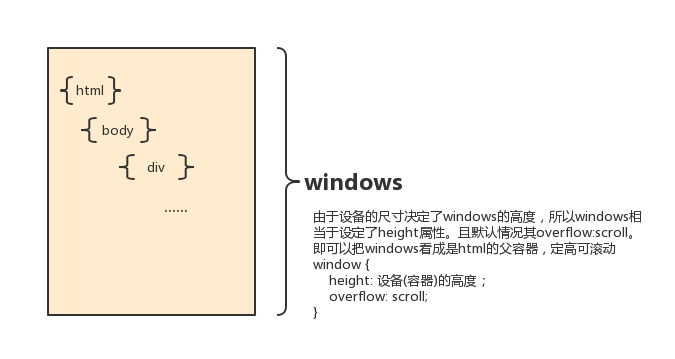 html
body
div
......
windows
由于设备的尺寸决定了windows的高度，所以windows相
当于设定了height属性。且默认情况其overflow:scroll。
即可以把windows看成是html的父容器，定高可滚动
window {
height: 设备(容器)的高度；
overflow: scroll;
}